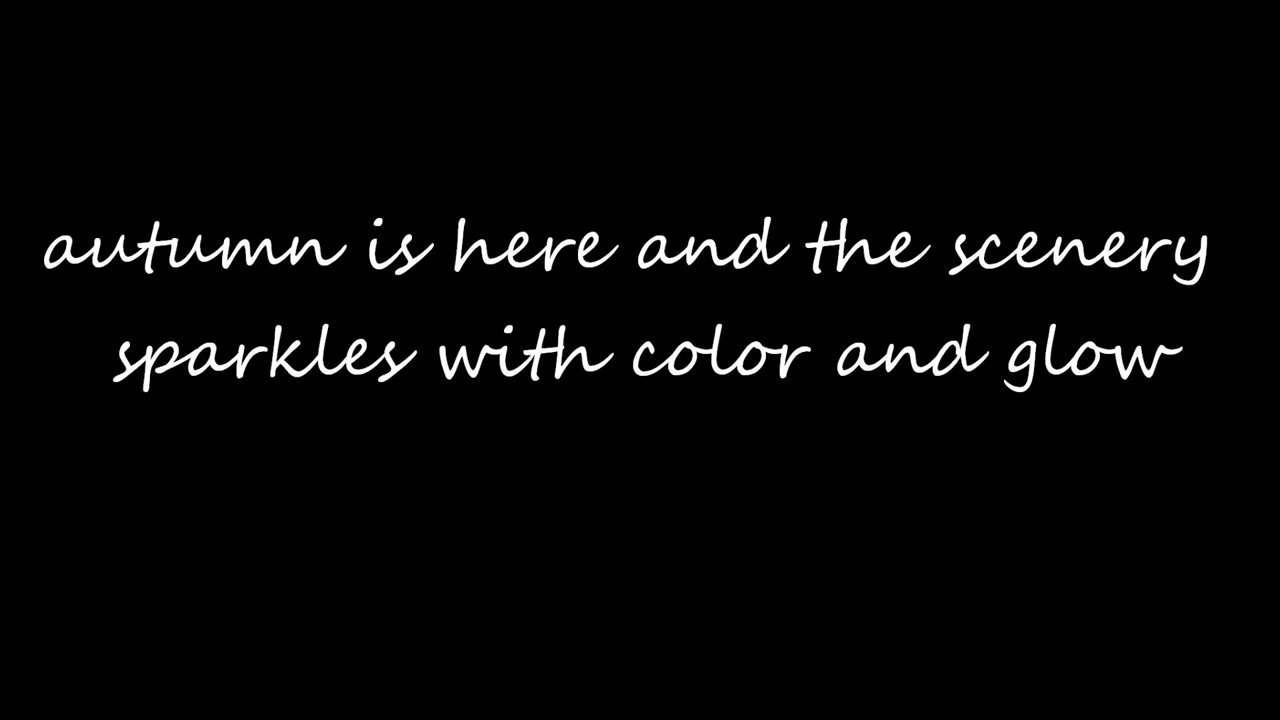 autumn is here and the scenery
sparkles with color and glow